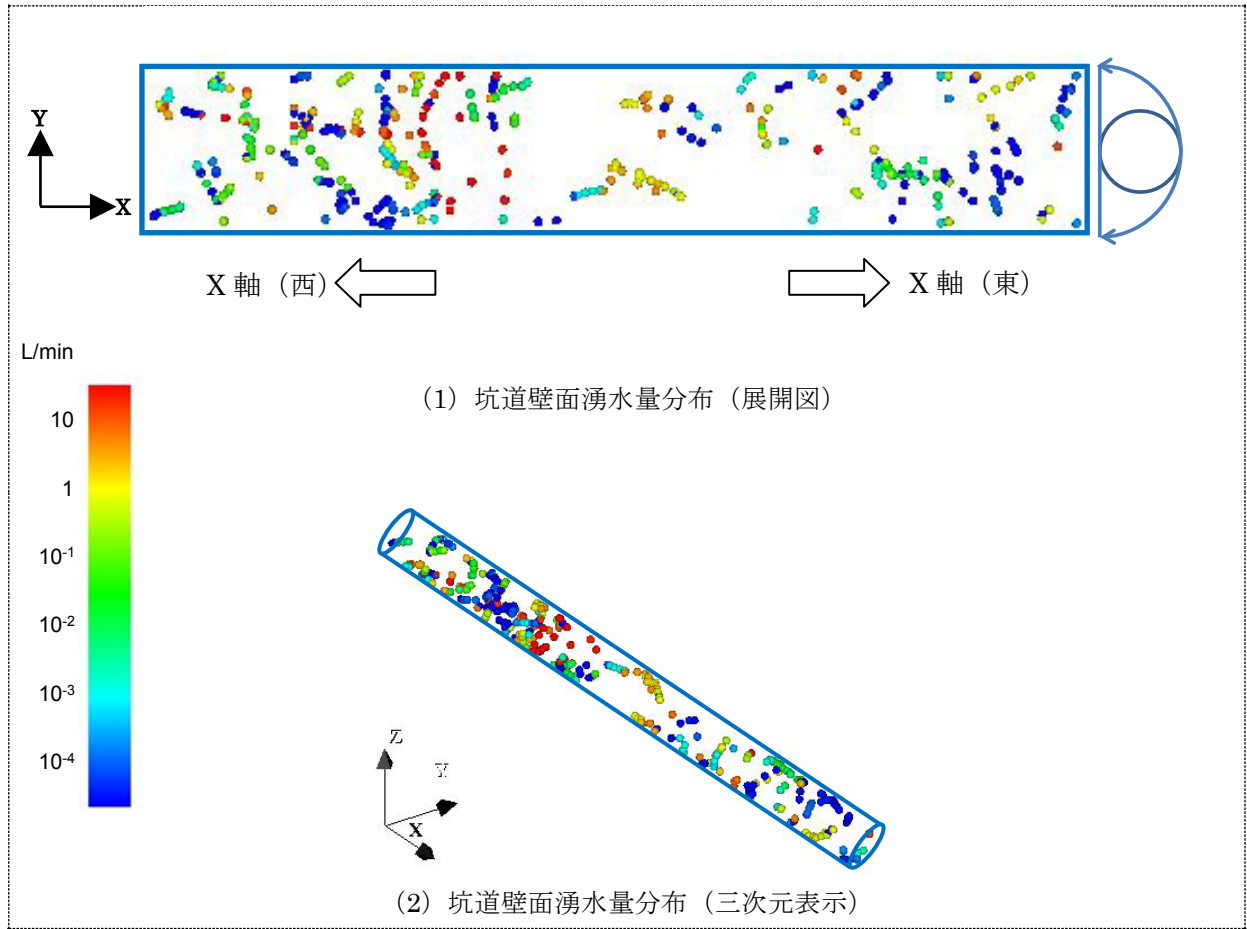 Y
X
X 軸（西）
X 軸（東）
L/min
（1）坑道壁面湧水量分布（展開図）
10
1
10-1
10-2
10-3
10-4
Z
Y
X
（2）坑道壁面湧水量分布（三次元表示）